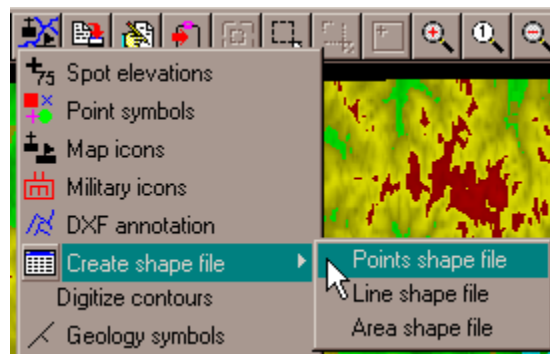 1
75 Spot elevations
Point symbols
Map icons
Military icons
DXF annotation
Create shape file
Points shape file
Digitize contours
Line shape file
Geology symbols
Area shape file